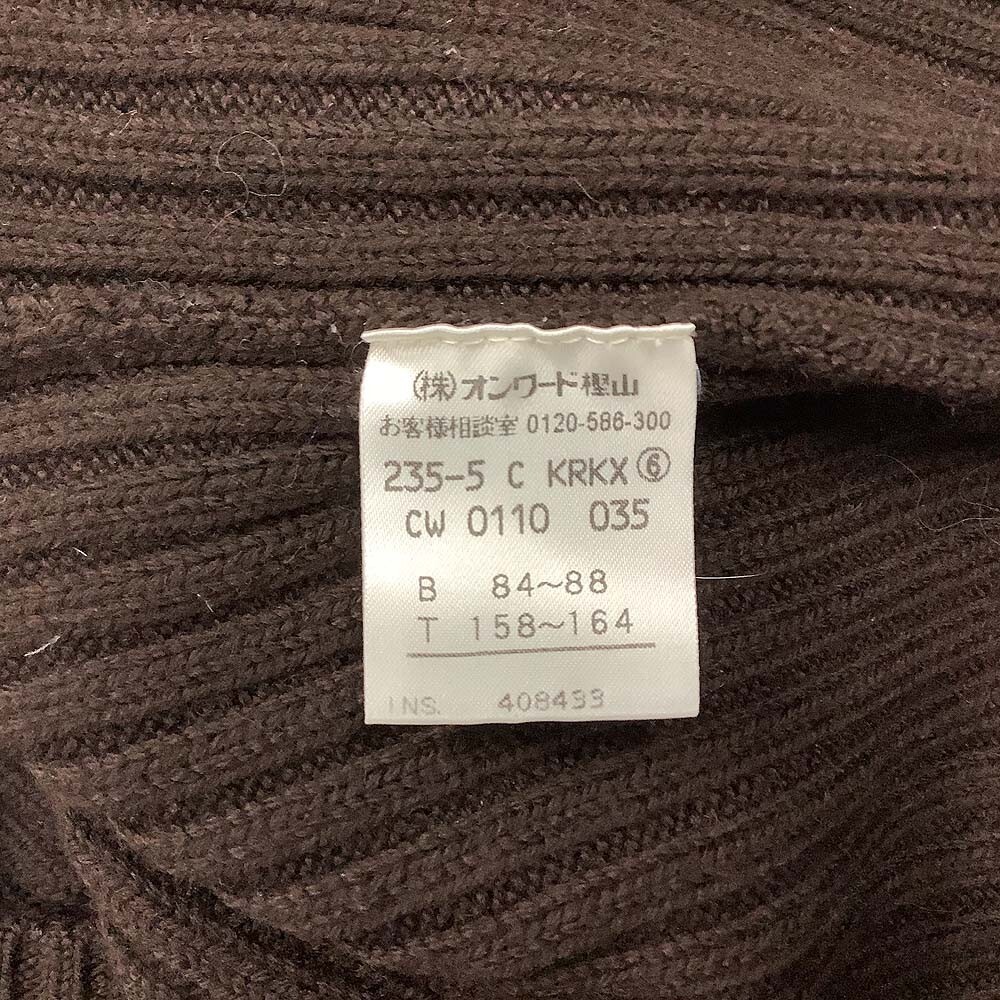 (株)オンワード樫山
お客様相談室 0120-586-300
235-5 C KRKX ⑥
CW 0110 035
B 84～88
T 158～164
INS. 408433